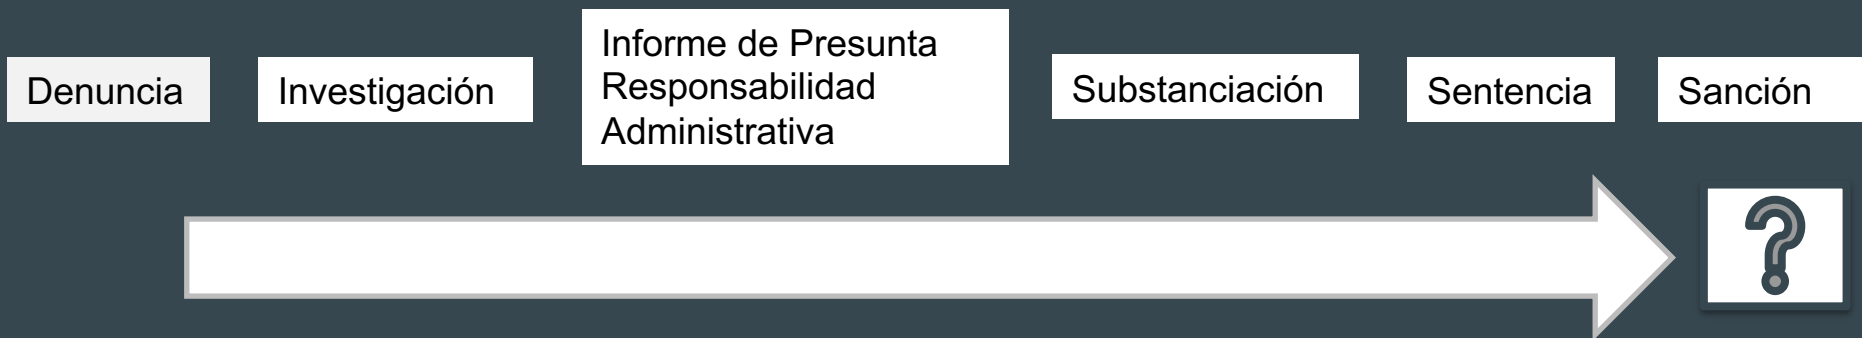 Denuncia
Investigación
Informe de Presunta
Responsabilidad
Administrativa
Substanciación
Sentencia
Sanción
?